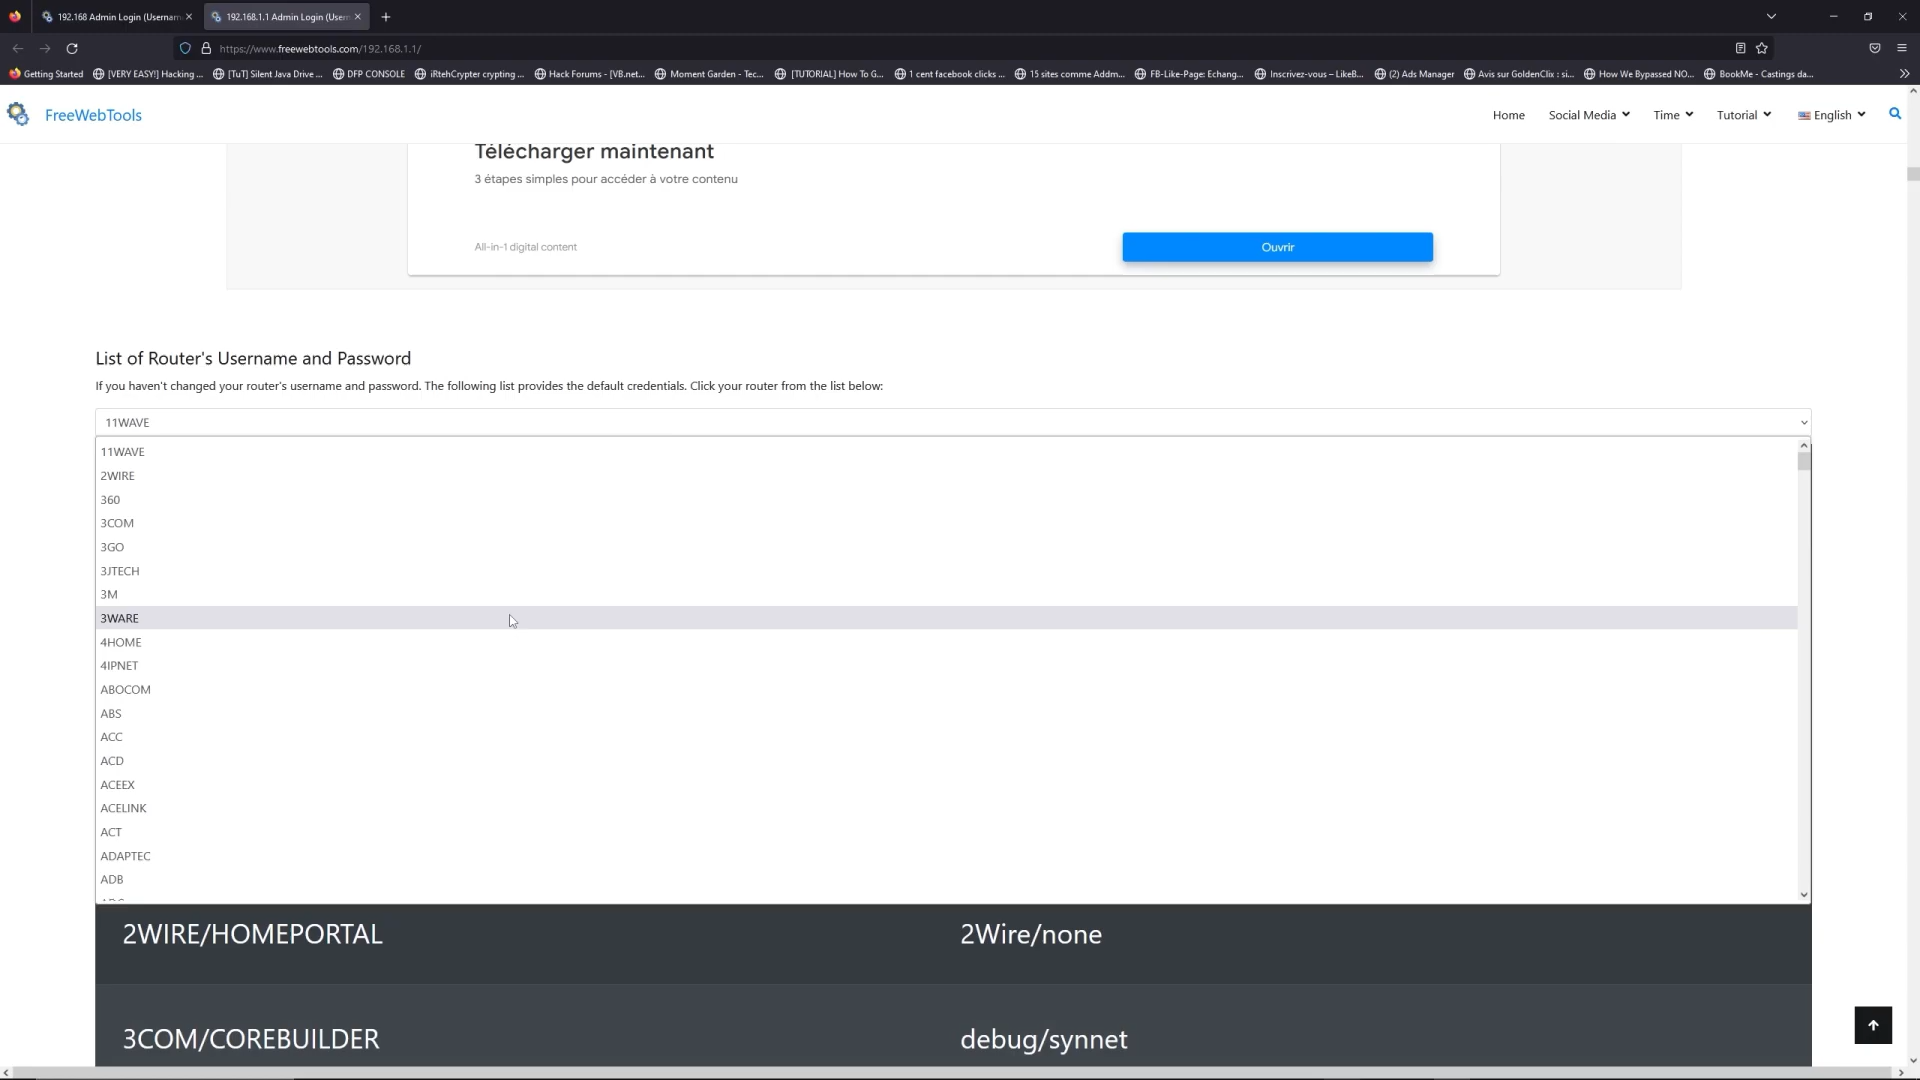 192.168 Admin Login (Usernam
192.168.1.1 Admin Login (Usern
https://www.freewebtools.com/192.168.1.1/
Getting Started
[VERY EASY!] Hacking ...
[TuT] Silent Java Drive ...
DFP CONSOLE
iRtehCrypter crypting ...
Hack Forums - [VB.net...
Moment Garden - Tec...
[TUTORIAL] How To G...
1 cent facebook clicks ...
15 sites comme Addm...
FB-Like-Page: Echang...
Inscrivez-vous – LikeB...
(2) Ads Manager
Avis sur GoldenClix : si...
How We Bypassed NO...
BookMe - Castings da...
FreeWebTools
Home
Social Media
Time
Tutorial
English
Télécharger maintenant
3 étapes simples pour accéder à votre contenu
All-in-1 digital content
Ouvrir
List of Router's Username and Password
If you haven't changed your router's username and password. The following list provides the default credentials. Click your router from the list below:
11WAVE
11WAVE
2WIRE
360
3COM
3GO
3JTECH
3M
3WARE
4HOME
4IPNET
ABOCOM
ABS
ACC
ACD
ACEEX
ACELINK
ACT
ADAPTEC
ADB
2WIRE/HOMEPORTAL
2Wire/none
3COM/COREBUILDER
debug/synnet